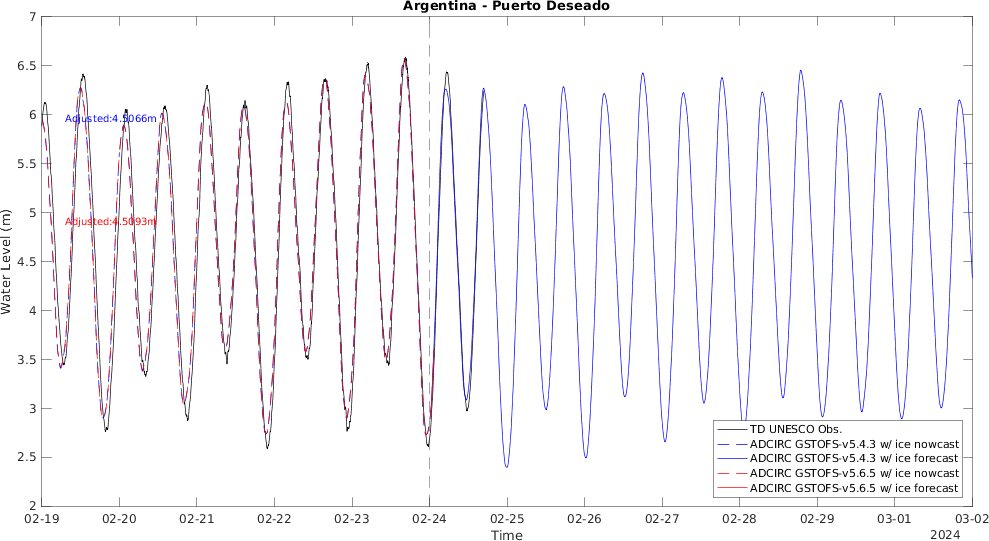 Argentina - Puerto Deseado
7
6.5
6
5.5
5
4.5
4
3.5
3
2.5
2
Water Level (m)
Adjusted:4.5066m
Adjusted:4.5093m
TD UNESCO Obs.
ADCIRC GSTOFS-v5.4.3 w/ ice nowcast
ADCIRC GSTOFS-v5.4.3 w/ ice forecast
ADCIRC GSTOFS-v5.6.5 w/ ice nowcast
ADCIRC GSTOFS-v5.6.5 w/ ice forecast
02-19 02-20 02-21 02-22 02-23 02-24 02-25 02-26 02-27 02-28 02-29 03-01 03-02
Time
2024